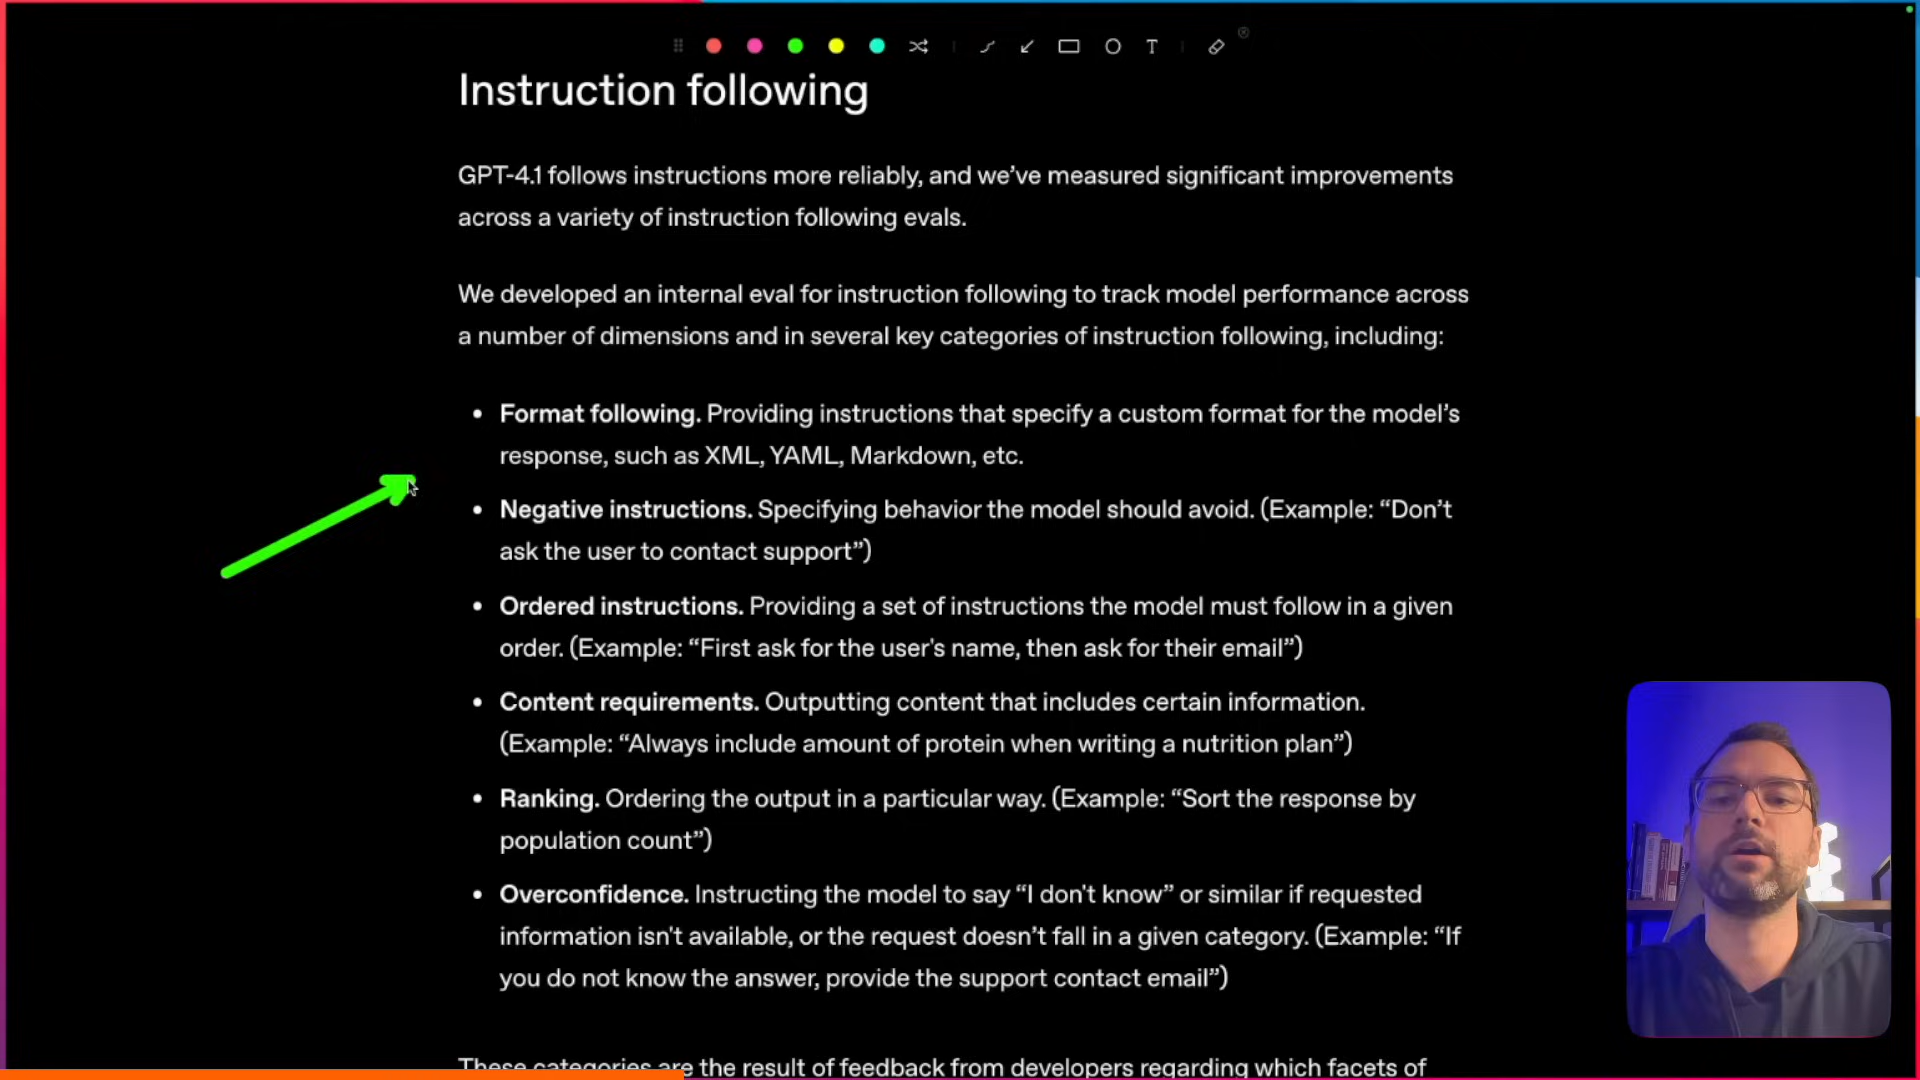 T
Instruction following
GPT-4.1 follows instructions more reliably, and we’ve measured significant improvements
across a variety of instruction following evals.
We developed an internal eval for instruction following to track model performance across
a number of dimensions and in several key categories of instruction following, including:
• Format following. Providing instructions that specify a custom format for the model’s
response, such as XML, YAML, Markdown, etc.
• Negative instructions. Specifying behavior the model should avoid. (Example: “Don’t
ask the user to contact support”)
• Ordered instructions. Providing a set of instructions the model must follow in a given
order. (Example: “First ask for the user's name, then ask for their email”)
• Content requirements. Outputting content that includes certain information.
(Example: “Always include amount of protein when writing a nutrition plan”)
• Ranking. Ordering the output in a particular way. (Example: “Sort the response by
population count”)
• Overconfidence. Instructing the model to say “I don't know” or similar if requested
information isn't available, or the request doesn’t fall in a given category. (Example: “If
you do not know the answer, provide the support contact email”)
These categories are the result of feedback from developers regarding which facets of